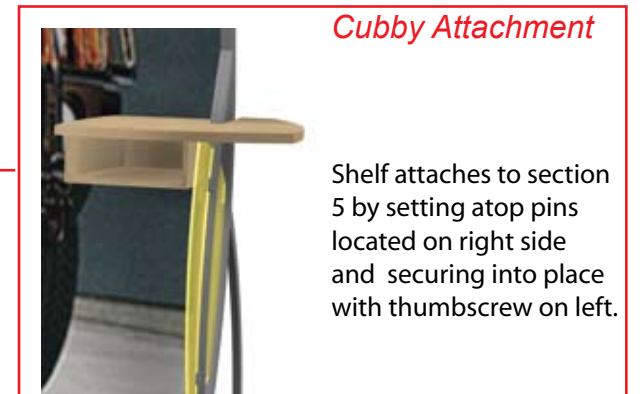 Cubby Attachment
Shelf attaches to section
5 by setting atop pins
located on right side
and  securing into place
with thumbscrew on left.